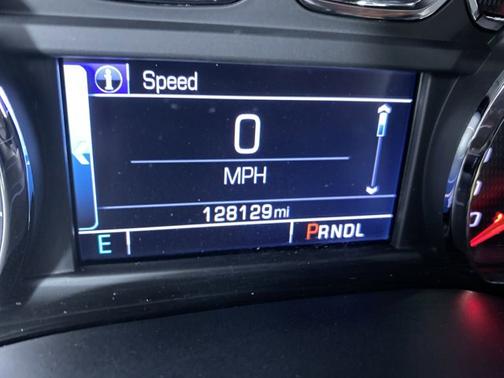 i Speed
0
MPH
128129mi
E PRNDL